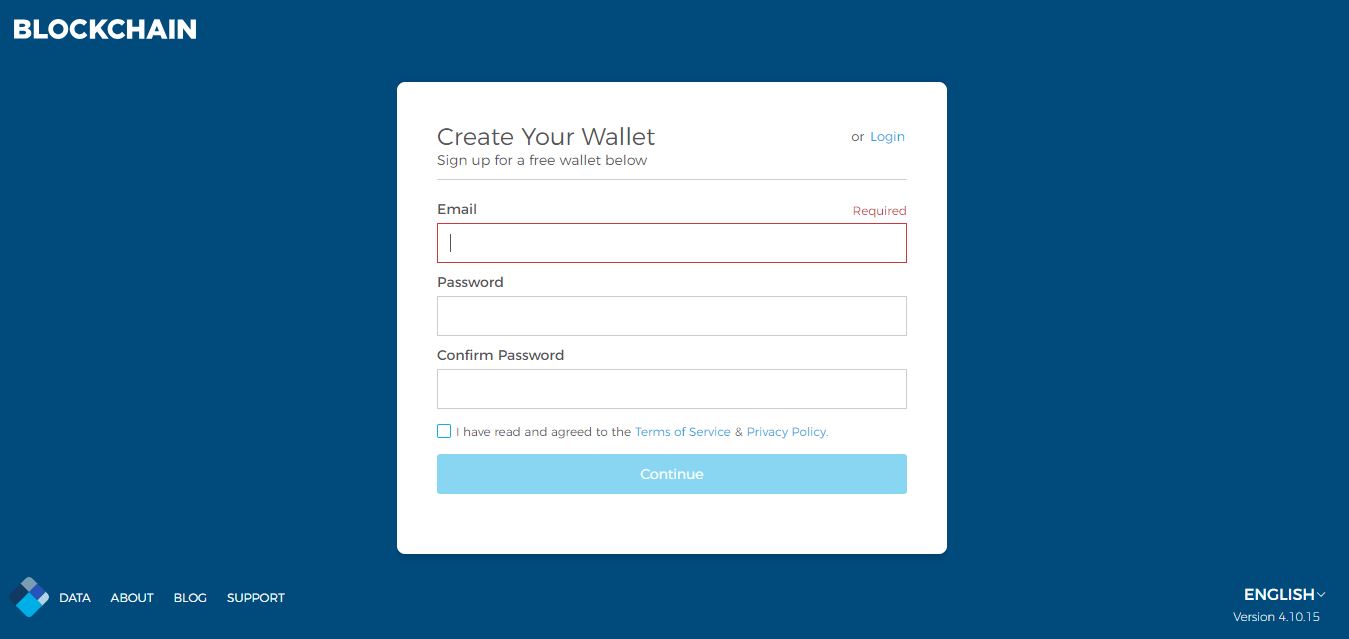 BLOCKCHAIN
Create Your Wallet
or Login
Sign up for a free wallet below
Email
Required
Password
Confirm Password
I have read and agreed to the Terms of Service & Privacy Policy.
Continue
DATA ABOUT BLOG SUPPORT
ENGLISH
Version 4.10.15